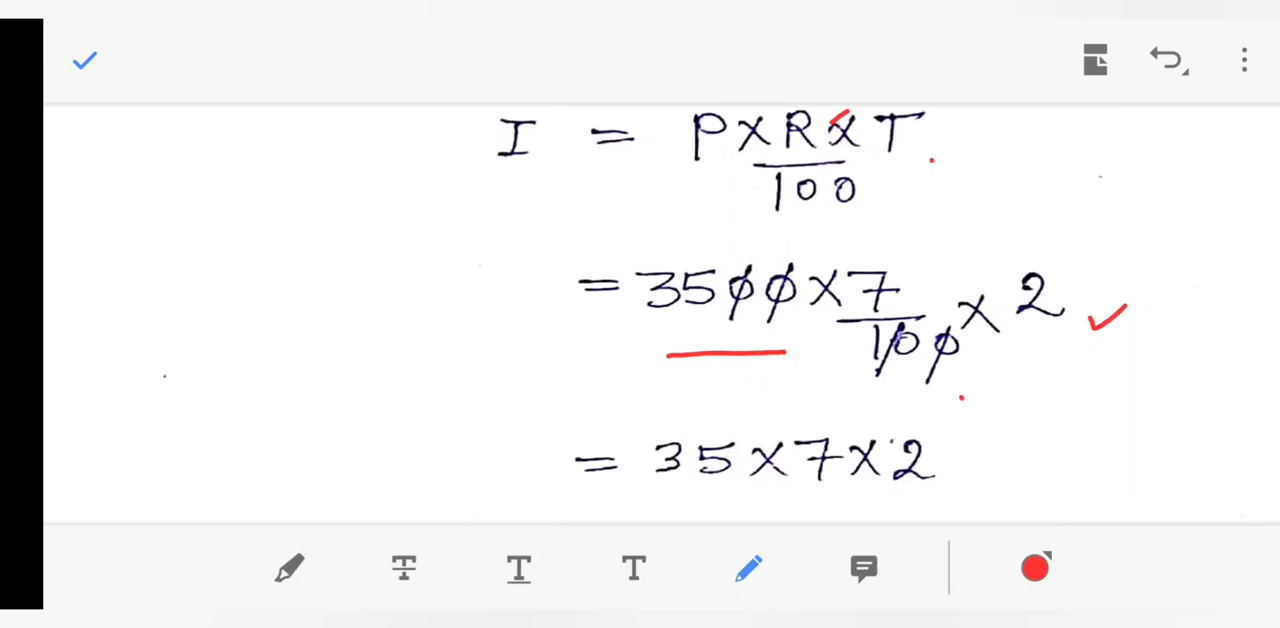 I = P X R X T
100
= 3500 X 7 X 2
100
= 35 X 7 X 2
T
T
T